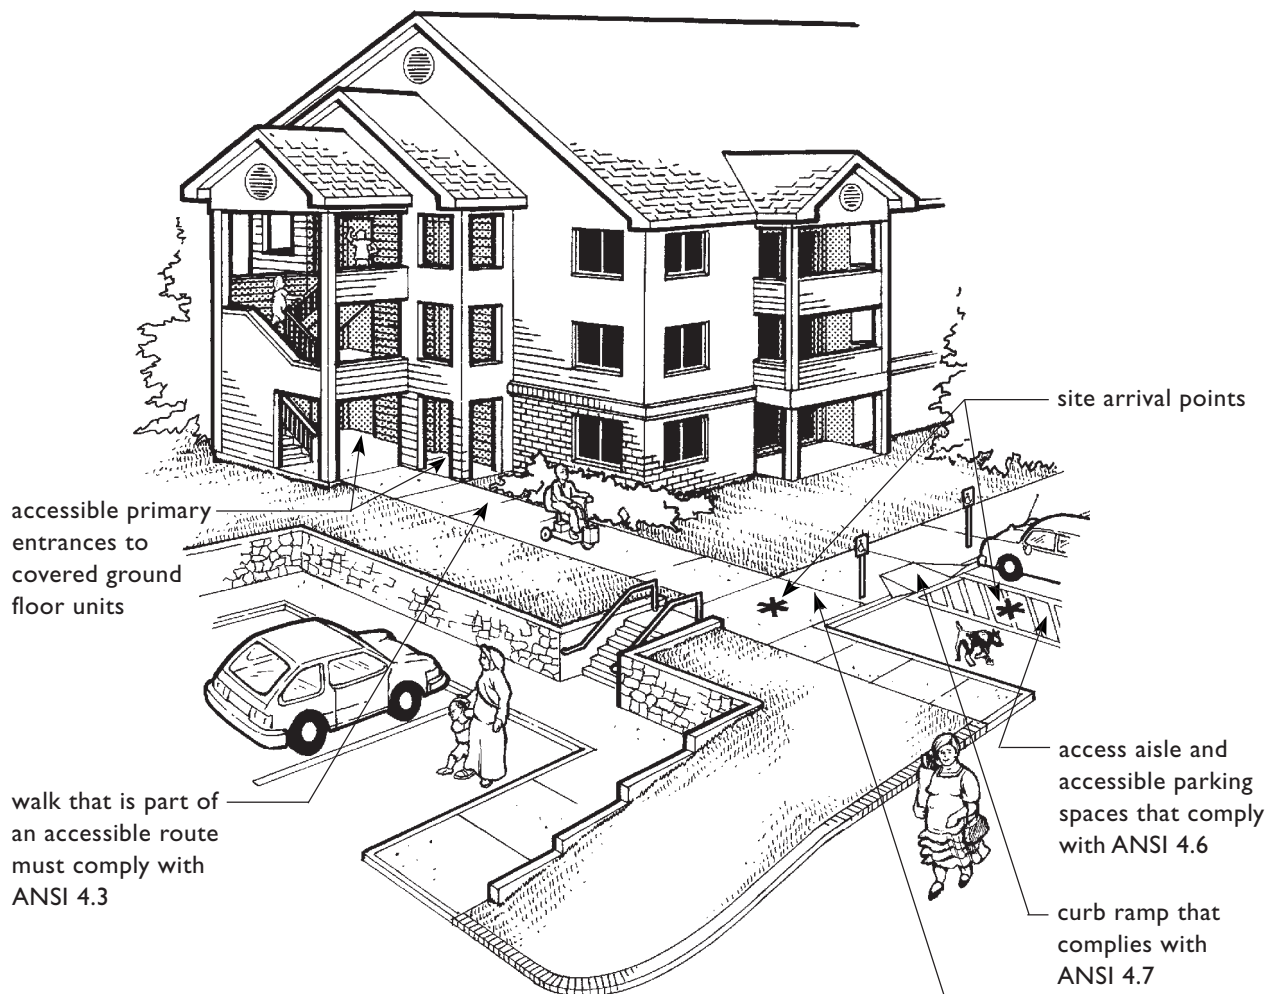 site arrival points
accessible primary
entrances to
covered ground
floor units
access aisle and
accessible parking
spaces that comply
with ANSI 4.6
walk that is part of
an accessible route
must comply with
ANSI 4.3
curb ramp that
complies with
ANSI 4.7